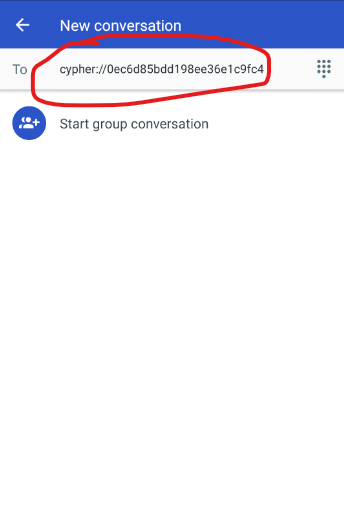 New conversation
To cypher://0ec6d85bdd198ee36e1c9fc4
Start group conversation